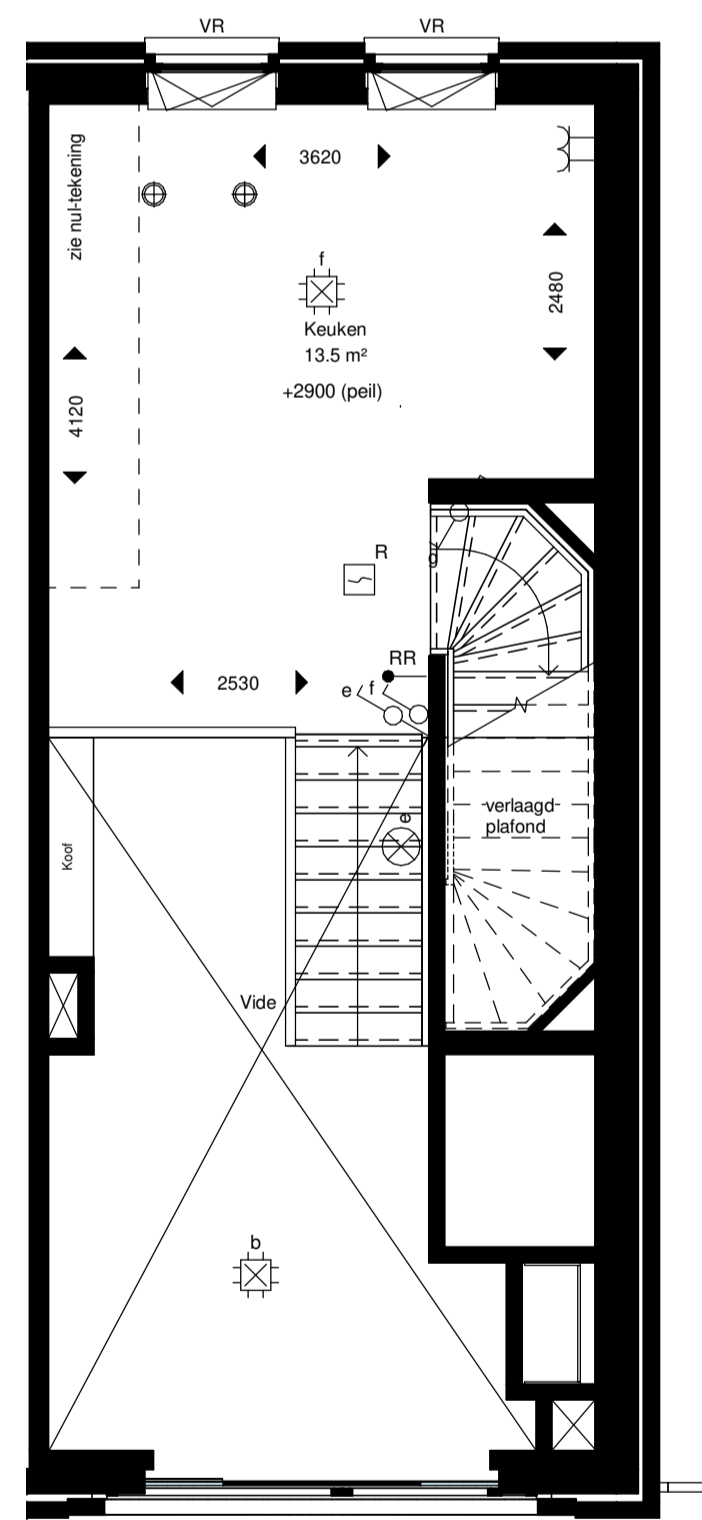 VR
VR
zie nul-tekening
3620
2480
f
Keuken
13.5 m²
+2900 (peil)
4120
g
R
RR
e f
2530
e
verlaagd-
plafond
Koof
Vide
b